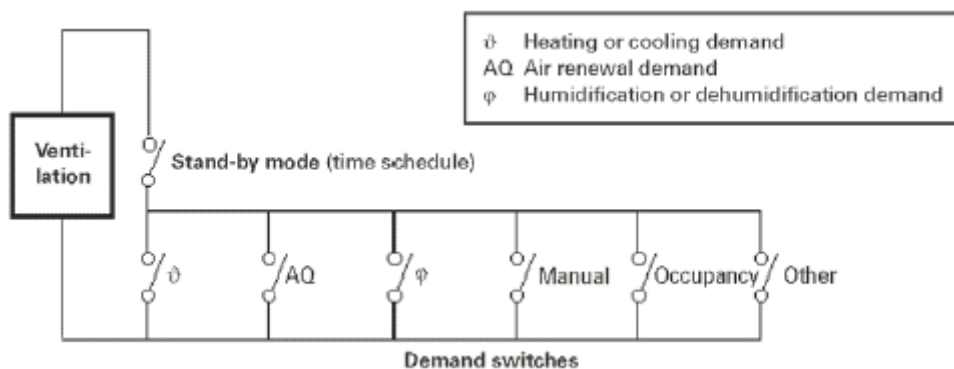 ϑ Heating or cooling demand
AQ Air renewal demand
φ Humidification or dehumidification demand
Venti-
lation
Stand-by mode (time schedule)
ϑ
AQ
φ
Manual
Occupancy
Other
Demand switches